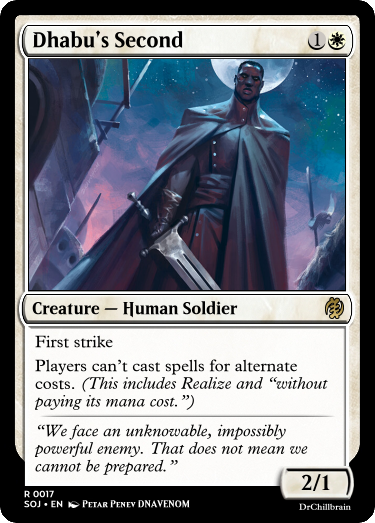 Dhabu's Second 1
First strike
Players can't cast spells for alternate
costs. (This includes Realize and “without
paying its mana cost.”)
“We face an unknowable, impossibly
powerful enemy. That does not mean we
cannot be prepared.”
Creature — Human Soldier
2/1
R 0017
SOJ • EN Petar Penev DNAVENOM
DrChillbrain